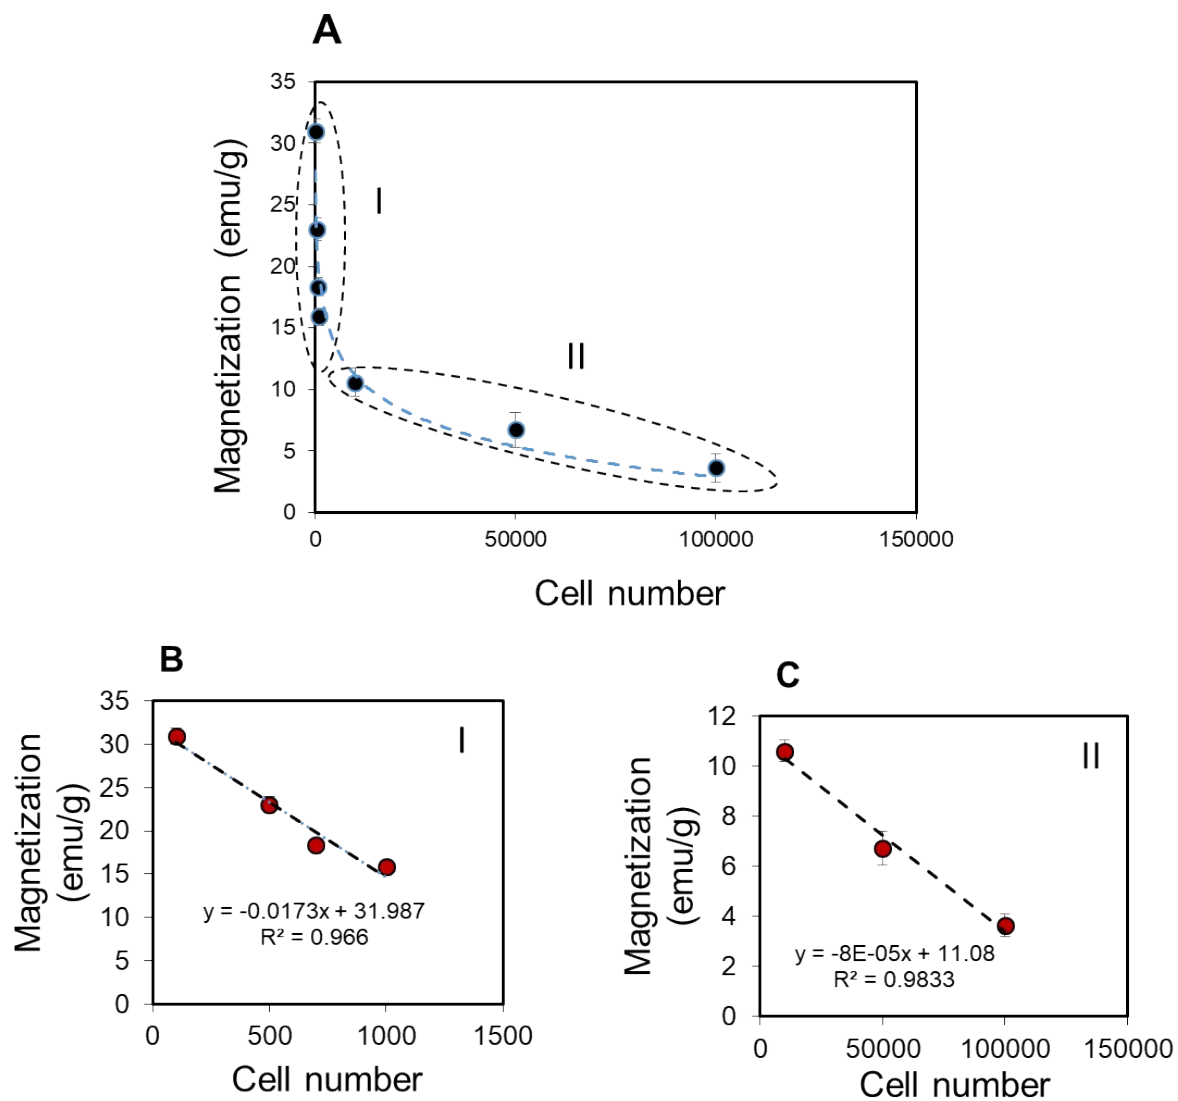 A
Magnetization (emu/g)
35
30
25
20
15
10
5
0
I
II
0 50000 100000 150000
Cell number
B
Magnetization
(emu/g)
35
30
25
20
15
10
5
0
I
y = -0.0173x + 31.987
R² = 0.966
0 500 1000 1500
Cell number
C
Magnetization
(emu/g)
12
10
8
6
4
2
0
II
y = -8E-05x + 11.08
R² = 0.9833
0 50000 100000 150000
Cell number